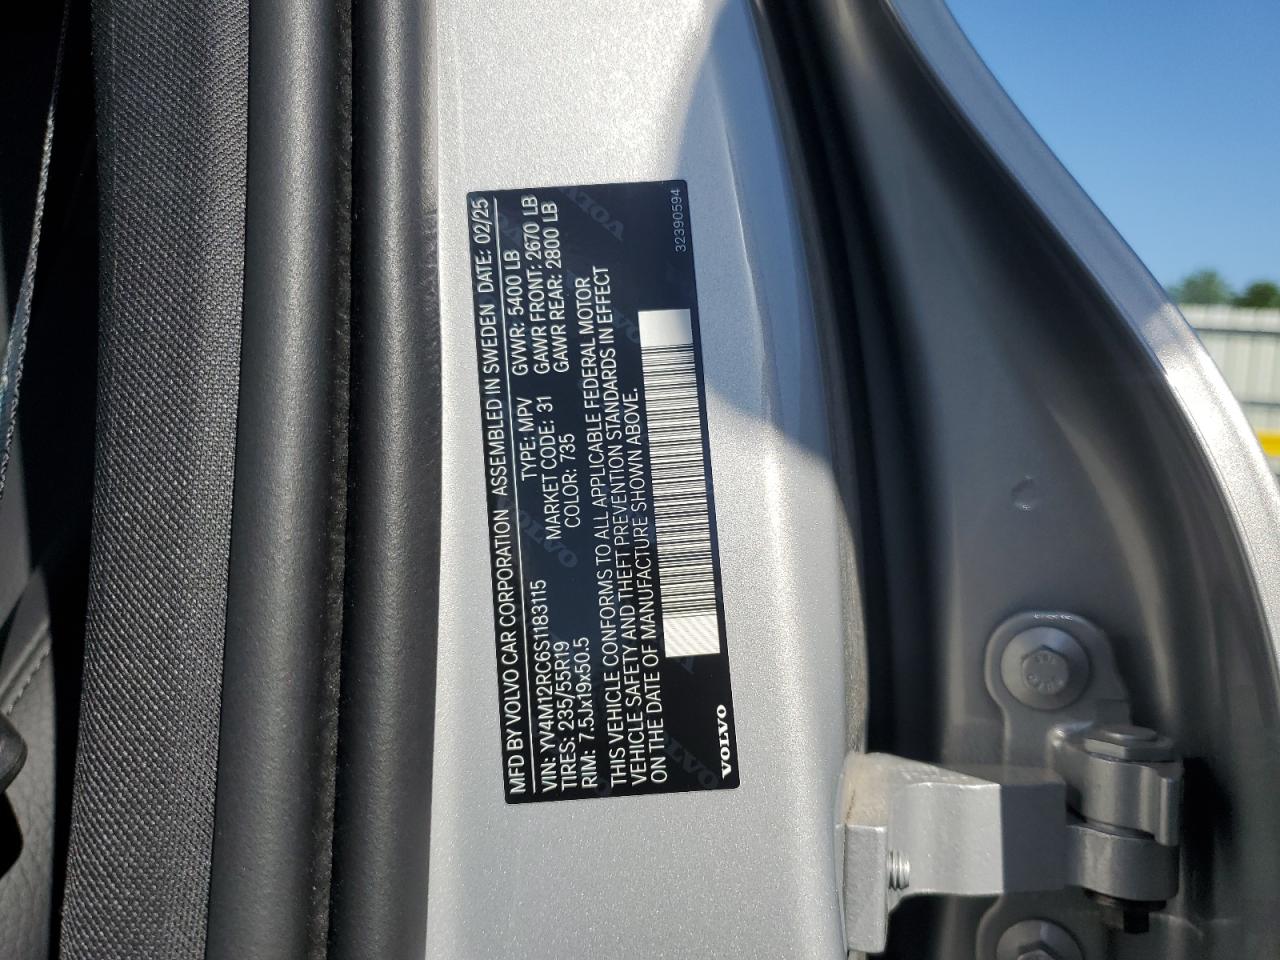 MFD BY VOLVO CAR CORPORATION ASSEMBLED IN SWEDEN DATE: 02/25
VIN: YV4M12RC6S1183115 TYPE: MPV GVWR: 5400 LB
TIRES: 235/55R19 MARKET CODE: 31 GAWR FRONT: 2670 LB
RIM: 7.5Jx19x50.5 COLOR: 735 GAWR REAR: 2800 LB
THIS VEHICLE CONFORMS TO ALL APPLICABLE FEDERAL MOTOR
VEHICLE SAFETY AND THEFT PREVENTION STANDARDS IN EFFECT
ON THE DATE OF MANUFACTURE SHOWN ABOVE.
VOLVO
32390594